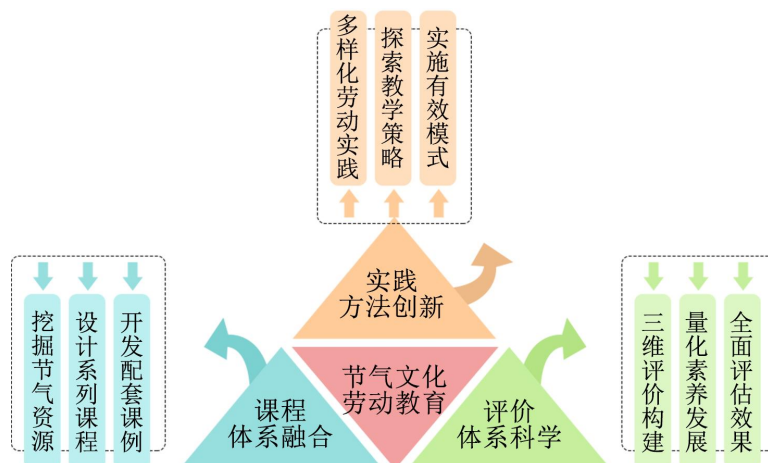 多样化劳动实践
探索教学策略
实施有效模式
实践
方法创新
挖掘节气资源
设计系列课程
开发配套课例
课程
体系融合
节气文化
劳动教育
评价
体系科学
三维评价构建
量化素养发展
全面评估效果